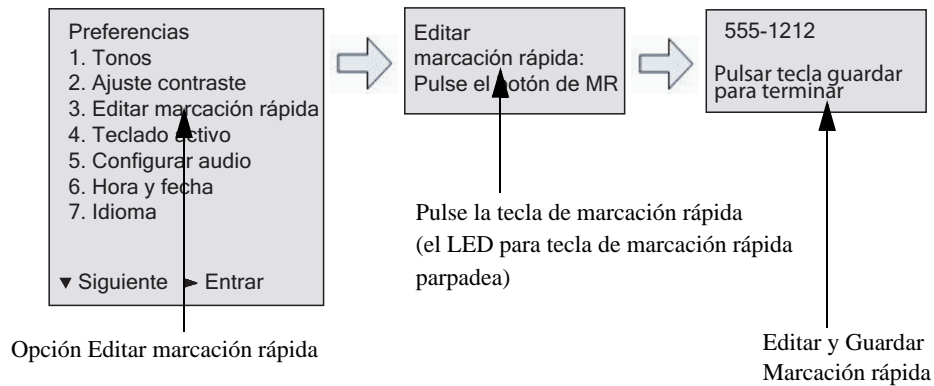 Preferencias
1. Tonos
2. Ajuste contraste
3. Editar marcación rápida
4. Teclado activo
5. Configurar audio
6. Hora y fecha
7. Idioma
▼ Siguiente ► Entrar
Opción Editar marcación rápida
Editar
marcación rápida:
Pulse el botón de MR
Pulse la tecla de marcación rápida
(el LED para tecla de marcación rápida
parpadea)
555-1212
Pulsar tecla guardar
para terminar
Editar y Guardar
Marcación rápida